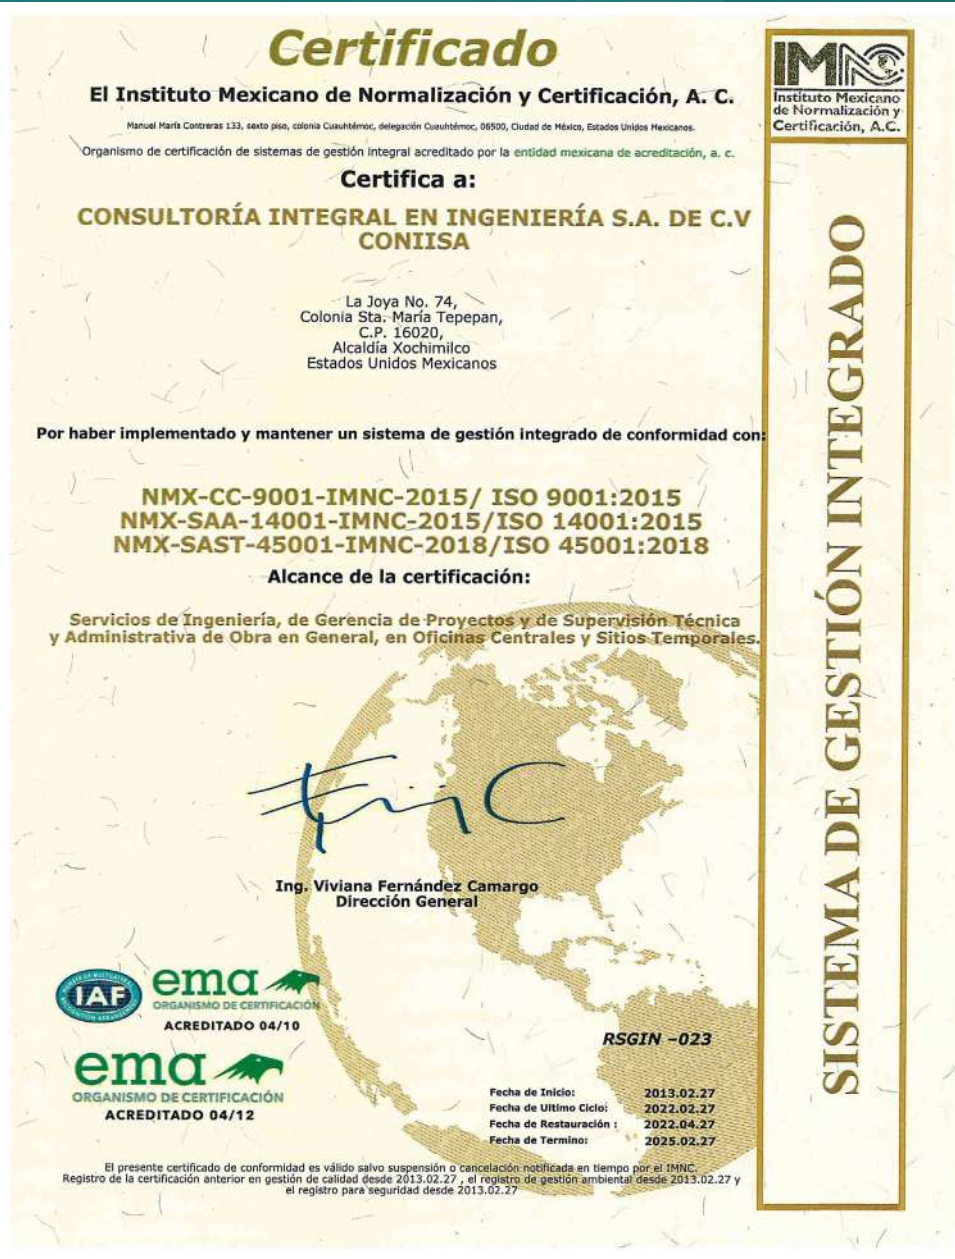 Certificado
El Instituto Mexicano de Normalización y Certificación, A. C.
Manuel María Contreras 133, sexto piso, colonia Cuauhtémoc, delegación Cuauhtémoc, 06500, Ciudad de México, Estados Unidos Mexicanos.
Organismo de certificación de sistemas de gestión integral acreditado por la entidad mexicana de acreditación, a. c.
Certifica a:
CONSULTORÍA INTEGRAL EN INGENIERÍA S.A. DE C.V
CONIISA
La Joya No. 74,
Colonia Sta. María Tepepan,
C.P. 16020,
Alcaldía Xochimilco
Estados Unidos Mexicanos
Por haber implementado y mantener un sistema de gestión integrado de conformidad con:
NMX-CC-9001-IMNC-2015/ ISO 9001:2015
NMX-SAA-14001-IMNC-2015/ISO 14001:2015
NMX-SAST-45001-IMNC-2018/ISO 45001:2018
Alcance de la certificación:
Servicios de Ingeniería, de Gerencia de Proyectos y de Supervisión Técnica
y Administrativa de Obra en General, en Oficinas Centrales y Sitios Temporales.
Ing. Viviana Fernández Camargo
Dirección General
IAF
ema
ORGANISMO DE CERTIFICACIÓN
ACREDITADO 04/10
ema
ORGANISMO DE CERTIFICACIÓN
ACREDITADO 04/12
RSGIN -023
Fecha de Inicio: 2013.02.27
Fecha de Ultimo Ciclo: 2022.02.27
Fecha de Restauración : 2022.04.27
Fecha de Termino: 2025.02.27
El presente certificado de conformidad es válido salvo suspensión o cancelación notificada en tiempo por el IMNC.
Registro de la certificación anterior en gestión de calidad desde 2013.02.27 , el registro de gestión ambiental desde 2013.02.27 y
el registro para seguridad desde 2013.02.27
IMNC
Instituto Mexicano
de Normalización y
Certificación, A.C.
SISTEMA DE GESTIÓN INTEGRADO